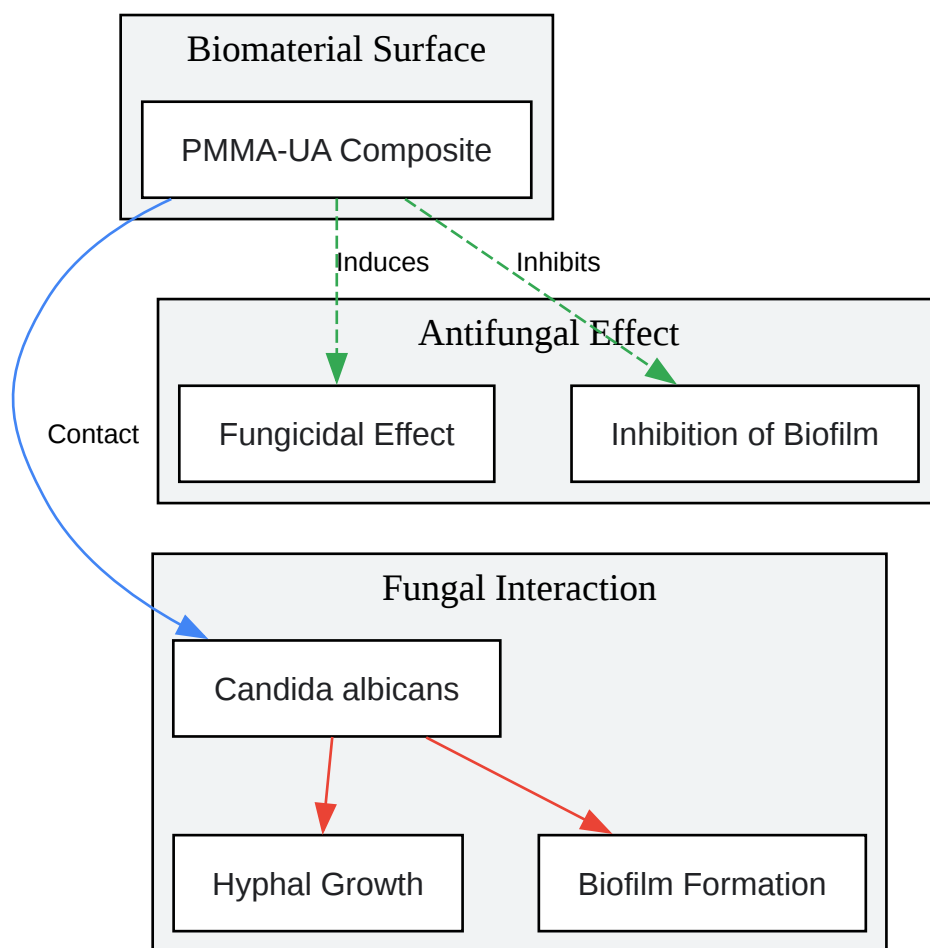 Biomaterial Surface
PMMA-UA Composite
Induces
Inhibits
Antifungal Effect
Fungicidal Effect
Inhibition of Biofilm
Contact
Fungal Interaction
Candida albicans
Hyphal Growth
Biofilm Formation